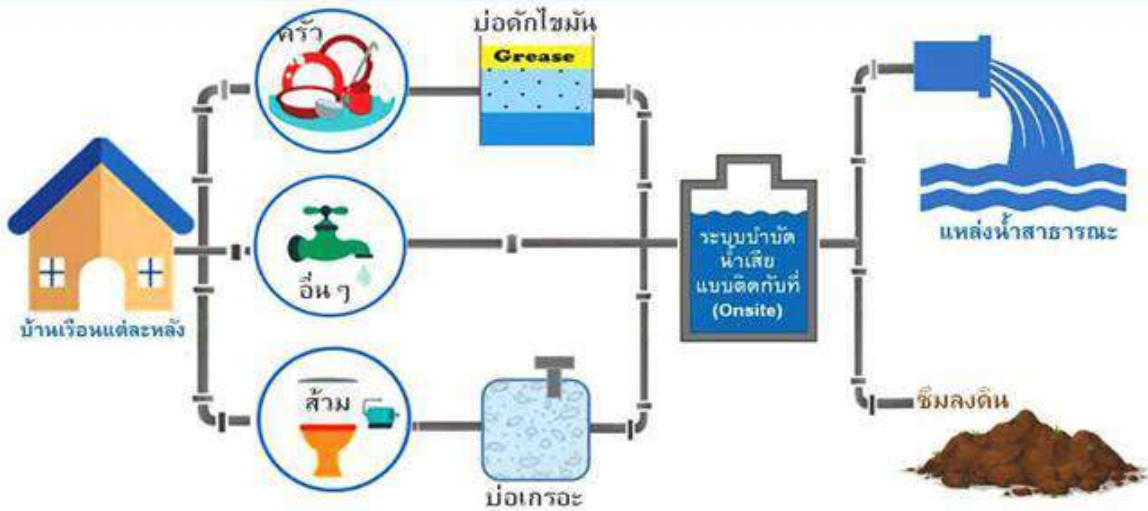 ครัว
บ่อดักไขมัน
Grease
บ้านเรือนแต่ละหลัง
อื่น ๆ
ระบบบำบัด
น้ำเสีย
แบบติดกับที่
(Onsite)
แหล่งน้ำสาธารณะ
ส้วม
บ่อเกรอะ
ซึมลงดิน